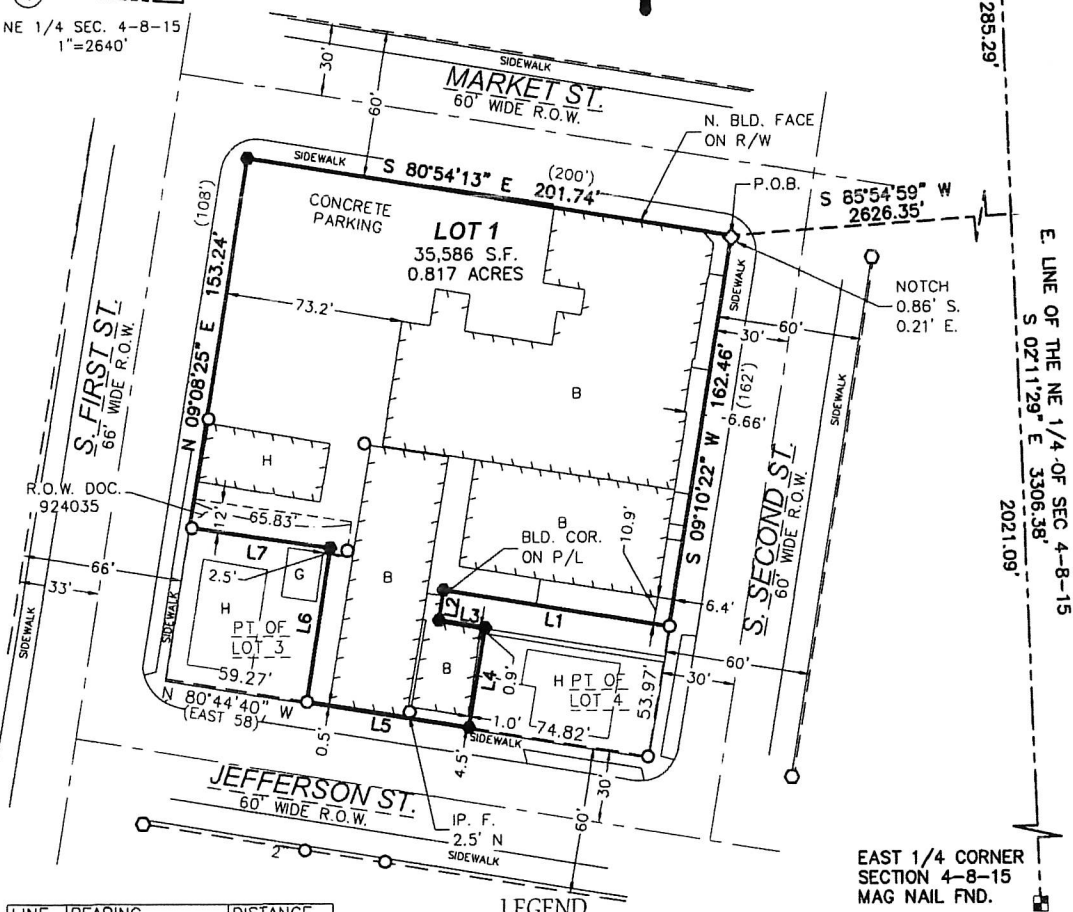 NE 1/4 SEC. 4-8-15
1"=2640'
285.29'
SIDEWALK
30'
60'
MARKET ST.
60' WIDE R.O.W.
N. BLD. FACE
ON R/W
SIDEWALK
S 80°54'13" E
(200')
201.74'
P.O.B.
S 85°54'59" W
2626.35'
(108')
CONCRETE
PARKING
LOT 1
35,586 S.F.
0.817 ACRES
SIDEWALK
NOTCH
0.86' S.
0.21' E.
N 09°08'25" E 153.24'
73.2'
60'
30'
E. LINE OF THE NE 1/4 OF SEC 4-8-15
S 02°11'29" E 3306.38'
2021.09'
S. FIRST ST.
66' WIDE R.O.W.
B
S 09°10'22" W 162.46'
(162')
6.66'
SIDEWALK
S. SECOND ST.
60' WIDE R.O.W.
H
R.O.W. DOC.
924035
12'
65.83'
B
BLD. COR.
ON P/L
10.9'
L7
2.5'
G
B
66'
33'
H
L6
L2
L3
L1
6.4'
SIDEWALK
SIDEWALK
PT OF
LOT 3
59.27'
B
L4
0.9'
H PT OF
LOT 4
53.97'
60'
30'
N 80°44'40" W
(EAST 58)
0.5'
L5
1.0'
74.82'
4.5'
SIDEWALK
JEFFERSON ST.
60' WIDE R.O.W.
30'
60'
IP. F.
2.5' N
2'
SIDEWALK
EAST 1/4 CORNER
SECTION 4-8-15
MAG NAIL FND.
LINE BEARING DISTANCE
LEGEND